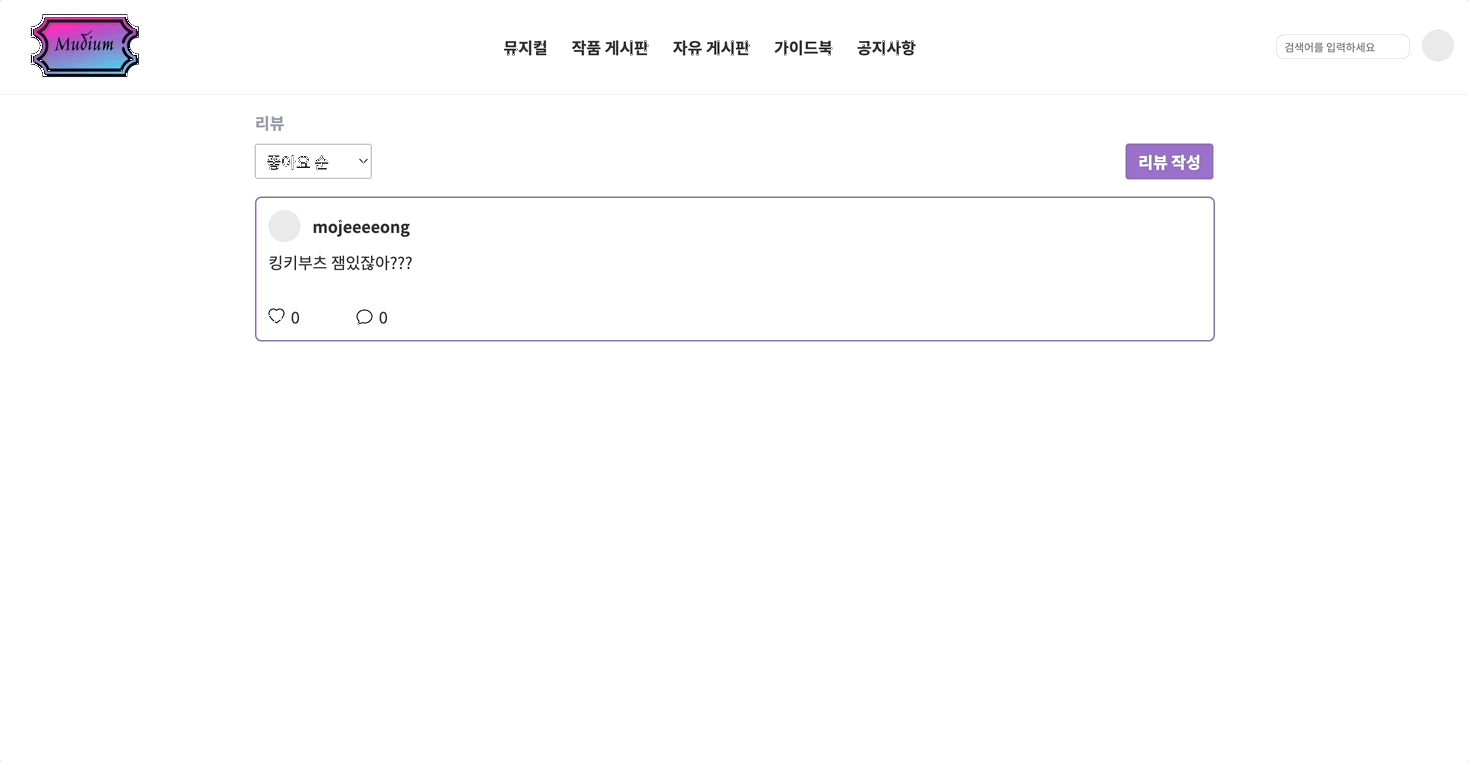 Mudium
뮤지컬 작품 게시판 자유 게시판 가이드북 공지사항
검색어를 입력하세요
리뷰
좋아요 순
리뷰 작성
mojeeeeong
킹키부츠 잼있잖아???
0 0